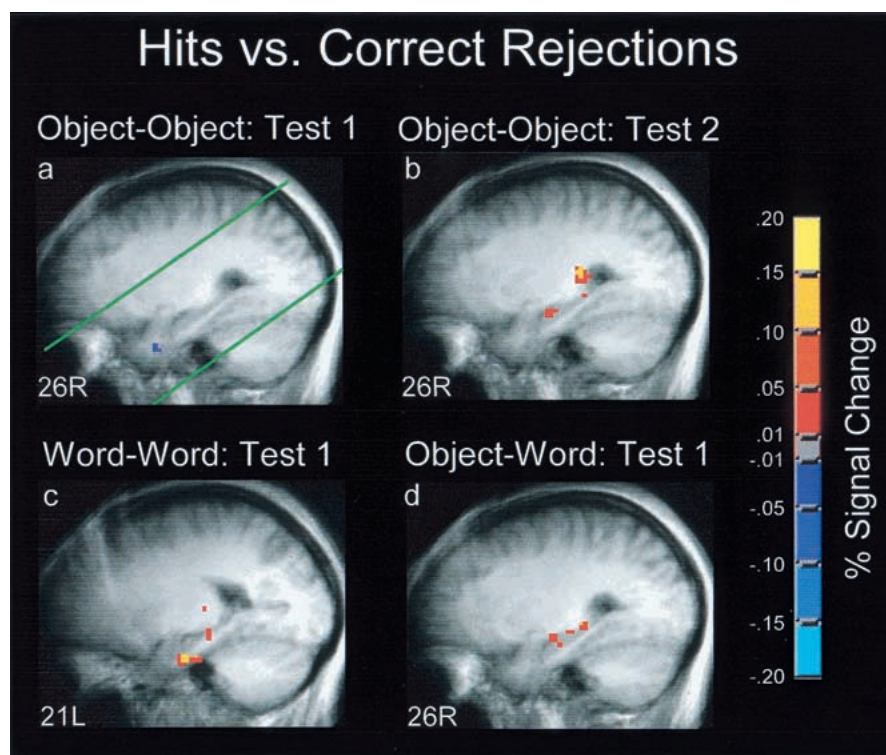 Hits vs. Correct Rejections
Object-Object: Test 1
a
26R
Object-Object: Test 2
b
26R
Word-Word: Test 1
c
21L
Object-Word: Test 1
d
26R
.20
.15
.10
.05
.01
-.01
-.05
-.10
-.15
-.20
% Signal Change